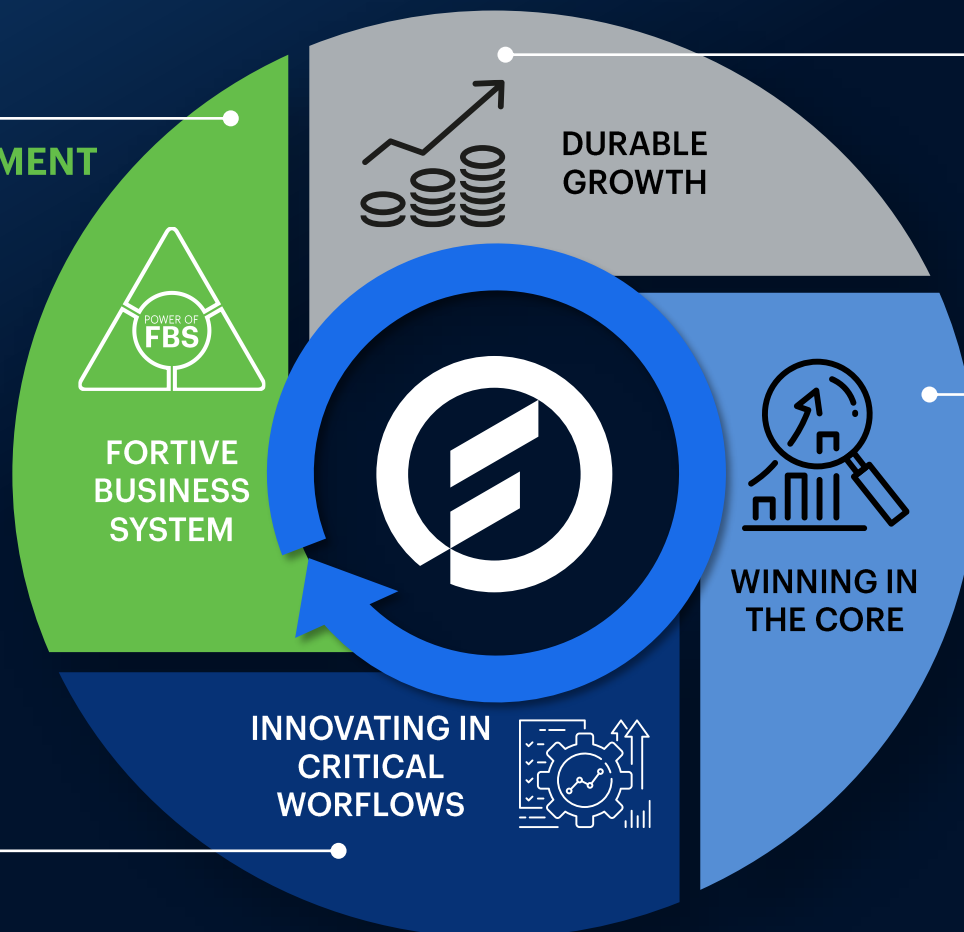 DURABLE
GROWTH
MENT
POWER OF
FBS
FORTIVE
BUSINESS
SYSTEM
WINNING IN
THE CORE
INNOVATING IN
CRITICAL
WORFLOWS